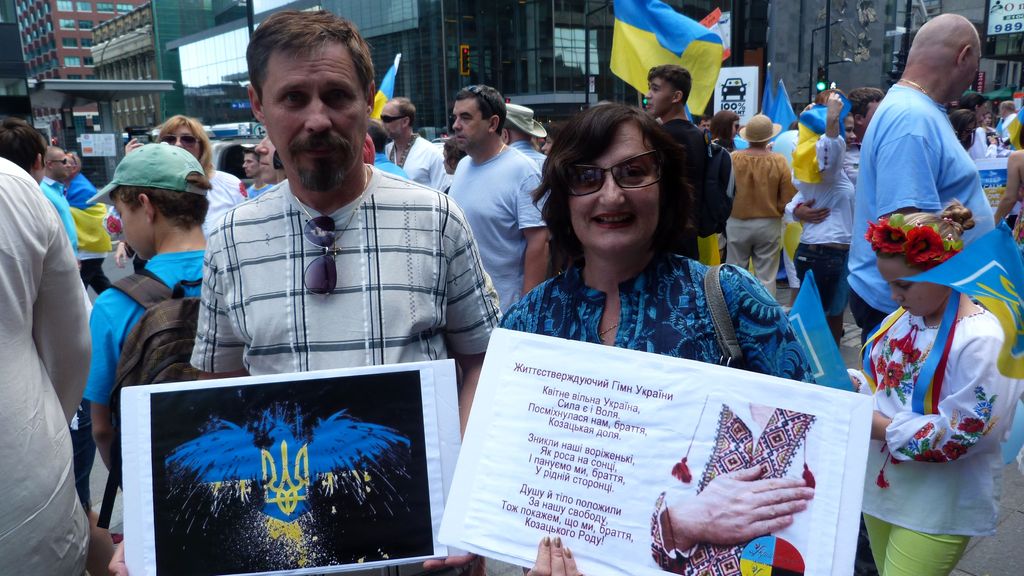 Життєстверджуючий Гімн України
Квітне вільна Україна,
Сила є і Воля.
Посміхнулася нам, браття,
Козацькая доля.
Зникли наші воріженькі,
Як роса на сонці,
І пануємо ми, браття,
У рідній сторонці.
Душу й тіло положили
За нашу свободу,
Тож покажем, що ми, браття,
Козацького Роду!
100%
989